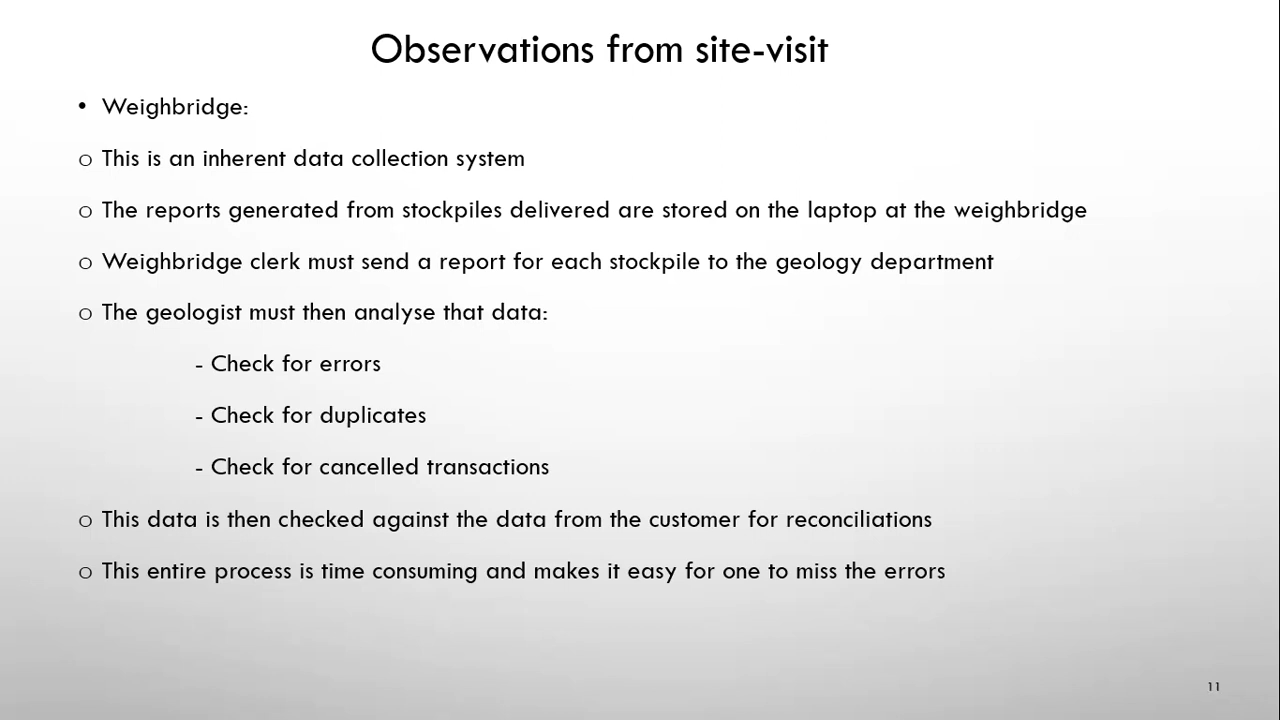 Observations from site-visit
• Weighbridge:
o This is an inherent data collection system
o The reports generated from stockpiles delivered are stored on the laptop at the weighbridge
o Weighbridge clerk must send a report for each stockpile to the geology department
o The geologist must then analyse that data:
- Check for errors
- Check for duplicates
- Check for cancelled transactions
o This data is then checked against the data from the customer for reconciliations
o This entire process is time consuming and makes it easy for one to miss the errors
11